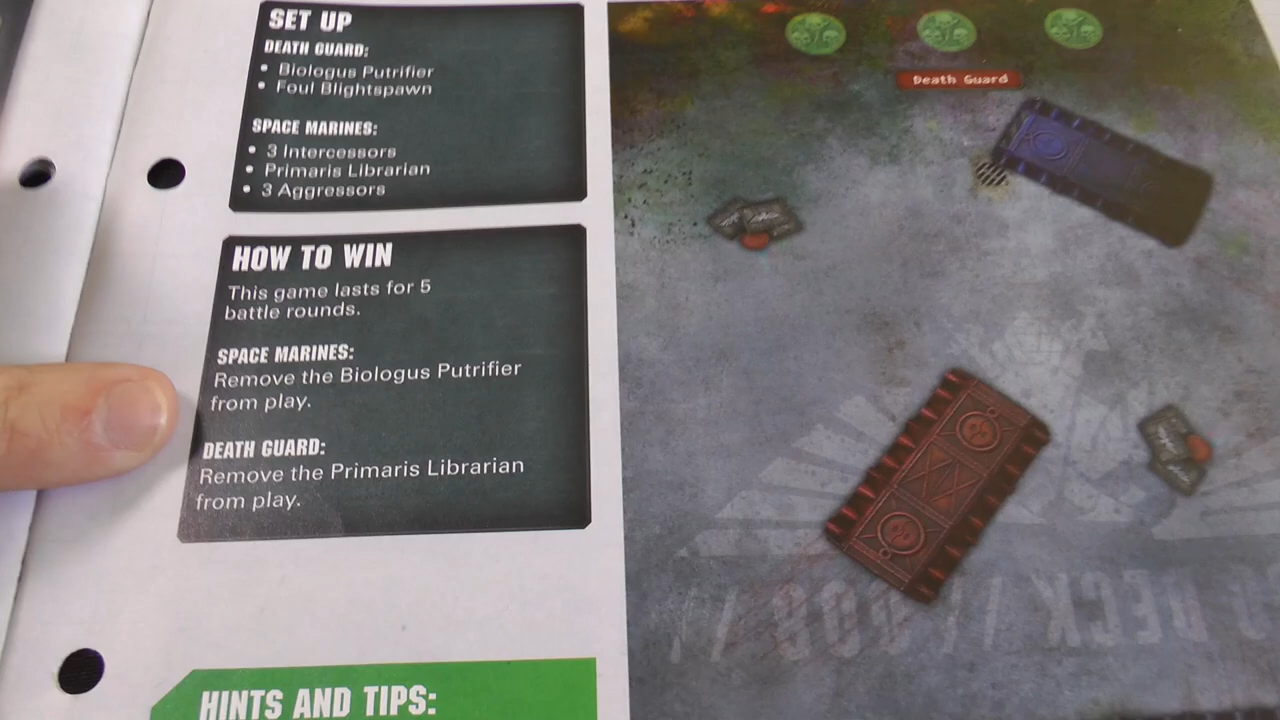 SET UP
DEATH GUARD:
• Biologus Putrifier
• Foul Blightspawn
SPACE MARINES:
• 3 Intercessors
• Primaris Librarian
• 3 Aggressors
HOW TO WIN
This game lasts for 5
battle rounds.
SPACE MARINES:
Remove the Biologus Putrifier
from play.
DEATH GUARD:
Remove the Primaris Librarian
from play.
HINTS AND TIPS:
Death Guard
DECK // 008 //